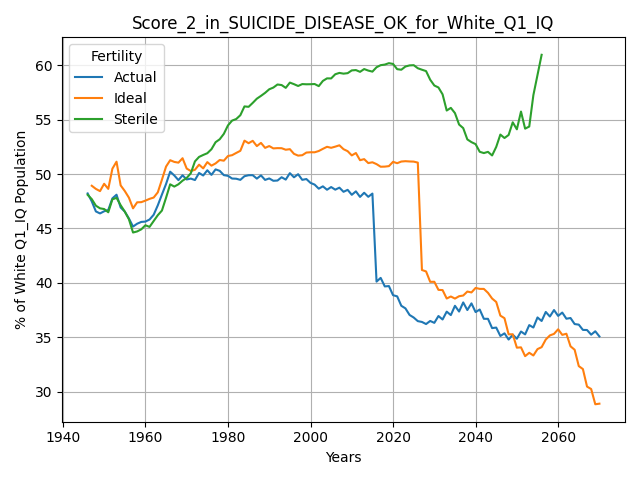 Score_2_in_SUICIDE_DISEASE_OK_for_White_Q1_IQ
% of White Q1_IQ Population
60
55
50
45
40
35
30
Fertility
Actual
Ideal
Sterile
1940
1960
1980
2000
2020
2040
2060
Years